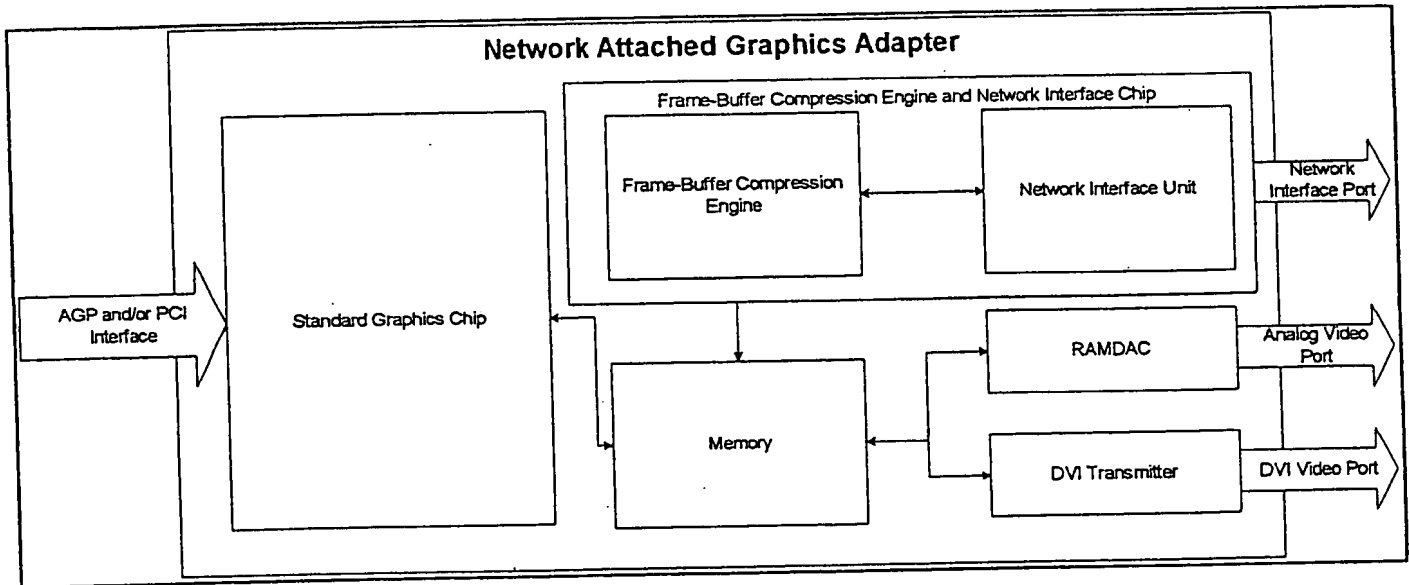 Network Attached Graphics Adapter
Frame-Buffer Compression Engine and Network Interface Chip
Frame-Buffer Compression
Engine
Network Interface Unit
Network
Interface Port
AGP and/or PCI
Interface
Standard Graphics Chip
Memory
RAMDAC
Analog Video
Port
DVI Transmitter
DVI Video Port